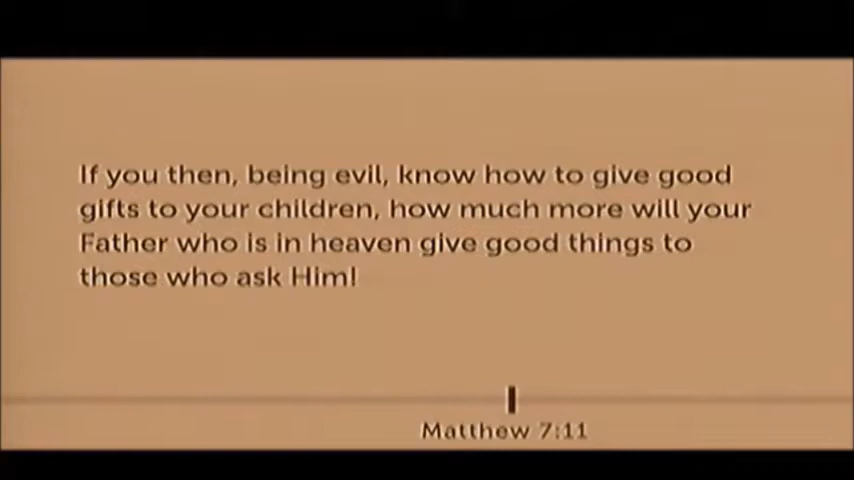 If you then, being evil, know how to give good
gifts to your children, how much more will your
Father who is in heaven give good things to
those who ask Him!
Matthew 7:11